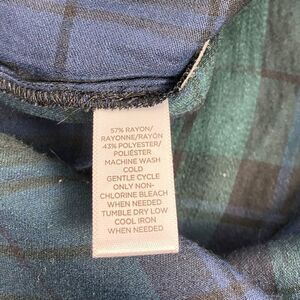 57% RAYON/
RAYONNE/RAYÓN
43% POLYESTER/
POLIÉSTER
MACHINE WASH
COLD
GENTLE CYCLE
ONLY NON-
CHLORINE BLEACH
WHEN NEEDED
TUMBLE DRY LOW
COOL IRON
WHEN NEEDED